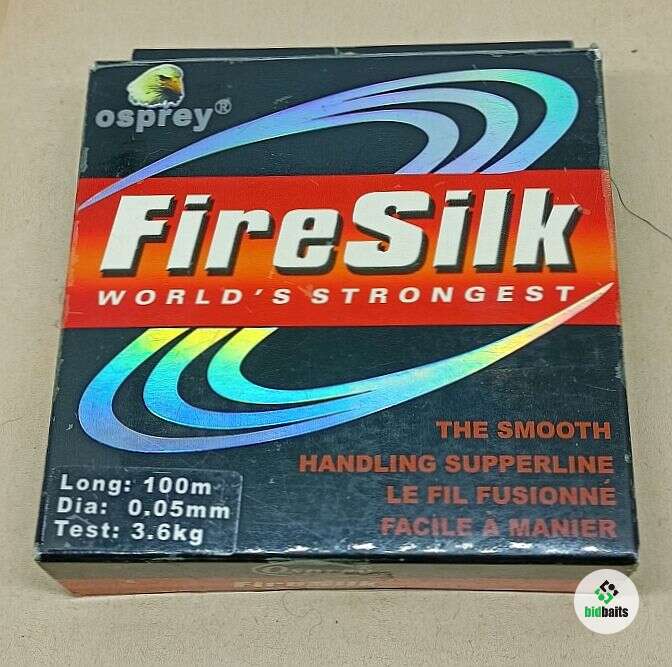 osprey®
FireSilk
WORLD'S STRONGEST
THE SMOOTH
HANDLING SUPPERLINE
LE FIL FUSIONNÉ
FACILE À MANIER
Long: 100m
Dia: 0.05mm
Test: 3.6kg
FireSilk
bidbaits